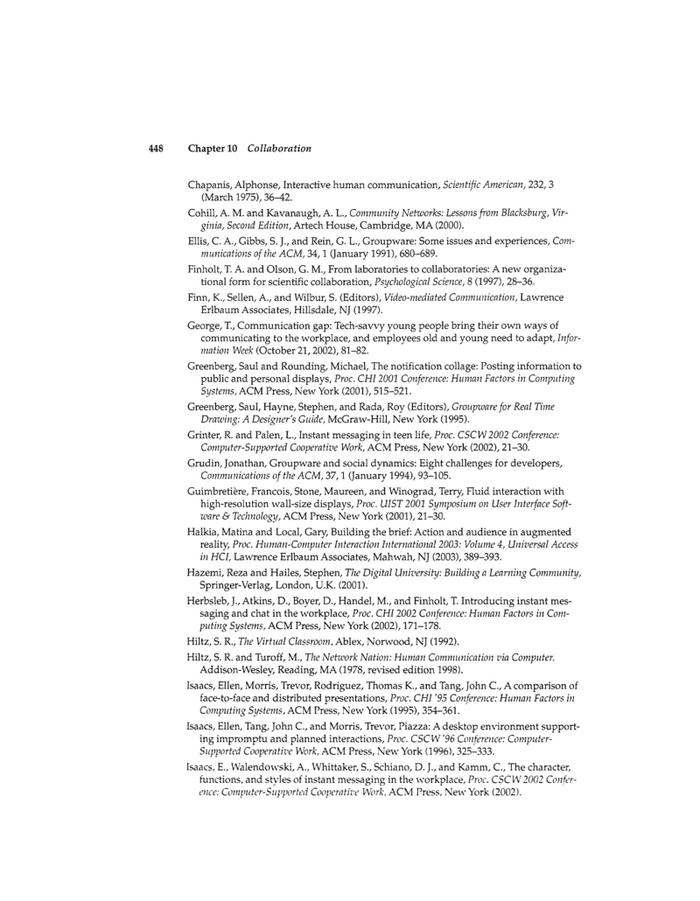 448 Chapter 10 Collaboration
Chapanis, Alphonse, Interactive human communication, Scientific American, 232, 3
(March 1975), 36–42.
Cohill, A. M. and Kavanaugh, A. L., Community Networks: Lessons from Blacksburg, Vir-
ginia, Second Edition, Artech House, Cambridge, MA (2000).
Ellis, C. A., Gibbs, S. J., and Rein, G. L., Groupware: Some issues and experiences, Com-
munications of the ACM, 34, 1 (January 1991), 680–689.
Finholt, T. A. and Olson, G. M., From laboratories to collaboratories: A new organiza-
tional form for scientific collaboration, Psychological Science, 8 (1997), 28–36.
Finn, K., Sellen, A., and Wilbur, S. (Editors), Video-mediated Communication, Lawrence
Erlbaum Associates, Hillsdale, NJ (1997).
George, T., Communication gap: Tech-savvy young people bring their own ways of
communicating to the workplace, and employees old and young need to adapt, Infor-
mation Week (October 21, 2002), 81–82.
Greenberg, Saul and Rounding, Michael, The notification collage: Posting information to
public and personal displays, Proc. CHI 2001 Conference: Human Factors in Computing
Systems, ACM Press, New York (2001), 515–521.
Greenberg, Saul, Hayne, Stephen, and Rada, Roy (Editors), Groupware for Real Time
Drawing: A Designer's Guide, McGraw-Hill, New York (1995).
Grinter, R. and Palen, L., Instant messaging in teen life, Proc. CSCW 2002 Conference:
Computer-Supported Cooperative Work, ACM Press, New York (2002), 21–30.
Grudin, Jonathan, Groupware and social dynamics: Eight challenges for developers,
Communications of the ACM, 37, 1 (January 1994), 93–105.
Guimbretière, Francois, Stone, Maureen, and Winograd, Terry, Fluid interaction with
high-resolution wall-size displays, Proc. UIST 2001 Symposium on User Interface Soft-
ware & Technology, ACM Press, New York (2001), 21–30.
Halkia, Matina and Local, Gary, Building the brief: Action and audience in augmented
reality, Proc. Human-Computer Interaction International 2003: Volume 4, Universal Access
in HCI, Lawrence Erlbaum Associates, Mahwah, NJ (2003), 389–393.
Hazemi, Reza and Hailes, Stephen, The Digital University: Building a Learning Community,
Springer-Verlag, London, U.K. (2001).
Herbsleb, J., Atkins, D., Boyer, D., Handel, M., and Finholt, T. Introducing instant mes-
saging and chat in the workplace, Proc. CHI 2002 Conference: Human Factors in Com-
puting Systems, ACM Press, New York (2002), 171–178.
Hiltz, S. R., The Virtual Classroom, Ablex, Norwood, NJ (1992).
Hiltz, S. R. and Turoff, M., The Network Nation: Human Communication via Computer,
Addison-Wesley, Reading, MA (1978, revised edition 1998).
Isaacs, Ellen, Morris, Trevor, Rodriguez, Thomas K., and Tang, John C., A comparison of
face-to-face and distributed presentations, Proc. CHI '95 Conference: Human Factors in
Computing Systems, ACM Press, New York (1995), 354–361.
Isaacs, Ellen, Tang, John C., and Morris, Trevor, Piazza: A desktop environment support-
ing impromptu and planned interactions, Proc. CSCW '96 Conference: Computer-
Supported Cooperative Work, ACM Press, New York (1996), 325–333.
Isaacs, E., Walendowski, A., Whittaker, S., Schiano, D. J., and Kamm, C., The character,
functions, and styles of instant messaging in the workplace, Proc. CSCW 2002 Confer-
ence: Computer-Supported Cooperative Work, ACM Press, New York (2002).